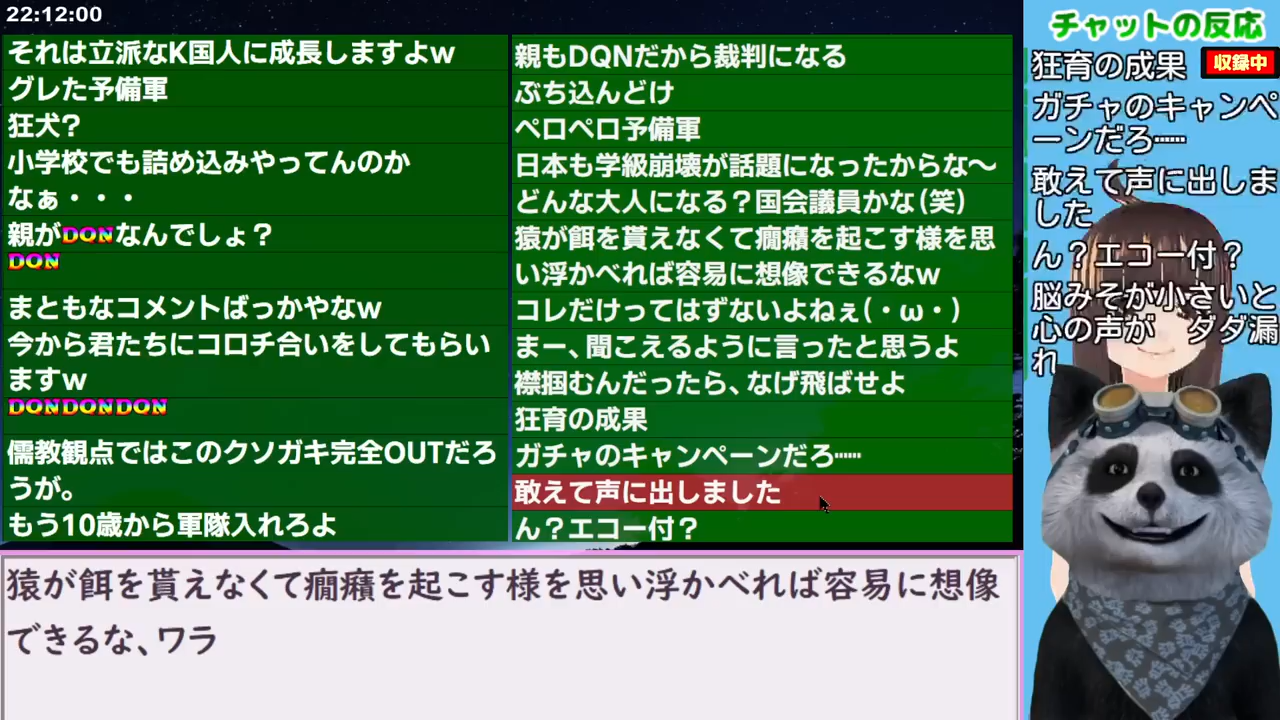 22:12:00
それは立派なK国人に成長しますよw
グレた予備軍
狂犬?
小学校でも詰め込みやってんのか
なぁ・・・
親がDQNなんでしょ?
DQN
まともなコメントばっかやなw
今から君たちにコロチ合いをしてもらい
ますw
DQNDQNDQN
儒教観点ではこのクソガキ完全OUTだろ
うが。
もう10歳から軍隊入れろよ
親もDQNだから裁判になる
ぶち込んどけ
ペロペロ予備軍
日本も学級崩壊が話題になったからな～
どんな大人になる？国会議員かな（笑）
猿が餌を貰えなくて癇癪を起こす様を思
い浮かべれば容易に想像できるなw
コレだけってはずないよねぇ(・ω・)
まー、聞こえるように言ったと思うよ
襟掴むんだったら、なげ飛ばせよ
狂育の成果
ガチャのキャンペーンだろ……
敢えて声に出しました
ん？エコー付？
猿が餌を貰えなくて癇癪を起こす様を思い浮かべれば容易に想像
できるな、ワラ
チャットの反応
狂育の成果
収録中
ガチャのキャンペ
ーンだろ……
敢えて声に出しま
した
ん？エコー付？
脳みそが小さいと
心の声が　ダダ漏
れ